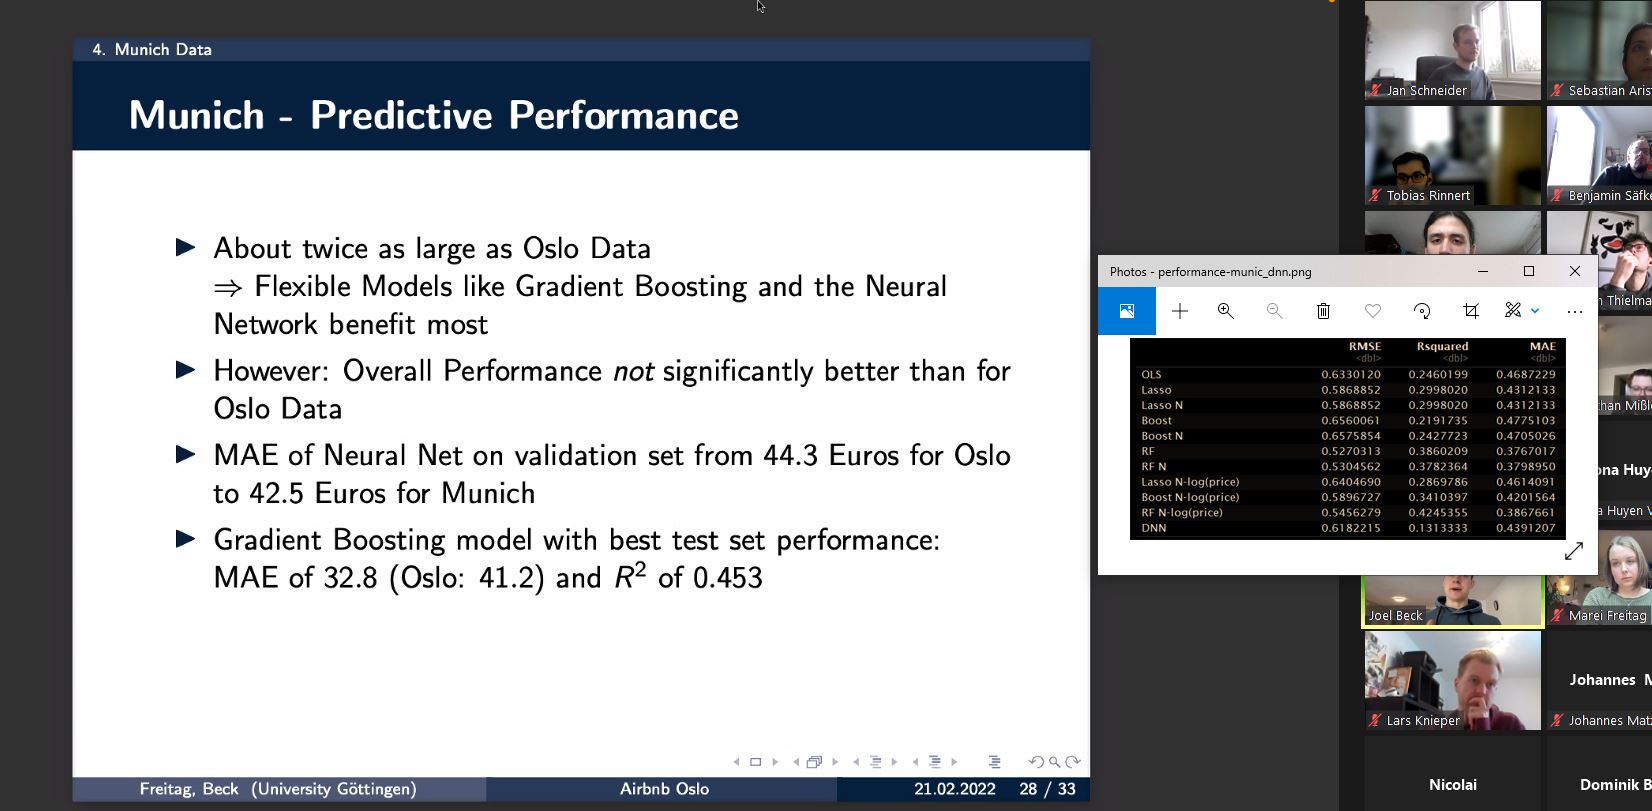 4. Munich Data
Munich - Predictive Performance
About twice as large as Oslo Data
⇒ Flexible Models like Gradient Boosting and the Neural
Network benefit most
However: Overall Performance not significantly better than for
Oslo Data
MAE of Neural Net on validation set from 44.3 Euros for Oslo
to 42.5 Euros for Munich
Gradient Boosting model with best test set performance:
MAE of 32.8 (Oslo: 41.2) and R² of 0.453
Freitag, Beck (University Göttingen) Airbnb Oslo 21.02.2022 28 / 33
Photos - performance-munic_dnn.png
RMSE Rsquared MAE
<dbl> <dbl> <dbl>
OLS 0.6330120 0.2460199 0.4687229
Lasso 0.5868852 0.2998020 0.4312133
Lasso N 0.5868852 0.2998020 0.4312133
Boost 0.6560061 0.2191735 0.4775103
Boost N 0.6575854 0.2427723 0.4705026
RF 0.5270313 0.3860209 0.3767017
RF N 0.5304562 0.3782364 0.3798950
Lasso N-log(price) 0.6404690 0.2869786 0.4614091
Boost N-log(price) 0.5896727 0.3410397 0.4201564
RF N-log(price) 0.5456279 0.4245355 0.3867661
DNN 0.6182215 0.1313333 0.4391207
Jan Schneider
Sebastian Aris
Tobias Rinnert
Benjamin Säfke
n Thielma
han Mißle
ona Huy
a Huyen V
Joel Beck
Marei Freitag
Lars Knieper
Johannes M
Johannes Matz
Nicolai
Dominik B